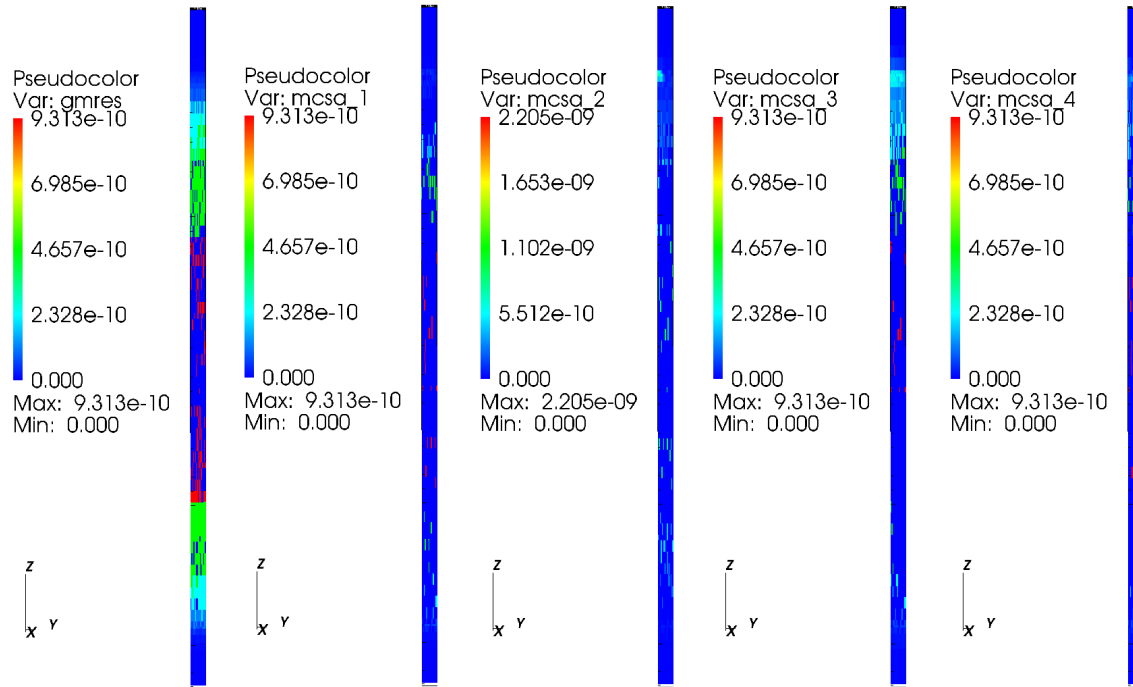 Pseudocolor
Var: gmres
9.313e-10
6.985e-10
4.657e-10
2.328e-10
0.000
Max: 9.313e-10
Min: 0.000
Z
X Y
Pseudocolor
Var: mcsa_1
9.313e-10
6.985e-10
4.657e-10
2.328e-10
0.000
Max: 9.313e-10
Min: 0.000
Z
X Y
Pseudocolor
Var: mcsa_2
2.205e-09
1.653e-09
1.102e-09
5.512e-10
0.000
Max: 2.205e-09
Min: 0.000
Z
X Y
Pseudocolor
Var: mcsa_3
9.313e-10
6.985e-10
4.657e-10
2.328e-10
0.000
Max: 9.313e-10
Min: 0.000
Z
X Y
Pseudocolor
Var: mcsa_4
9.313e-10
6.985e-10
4.657e-10
2.328e-10
0.000
Max: 9.313e-10
Min: 0.000
Z
X Y